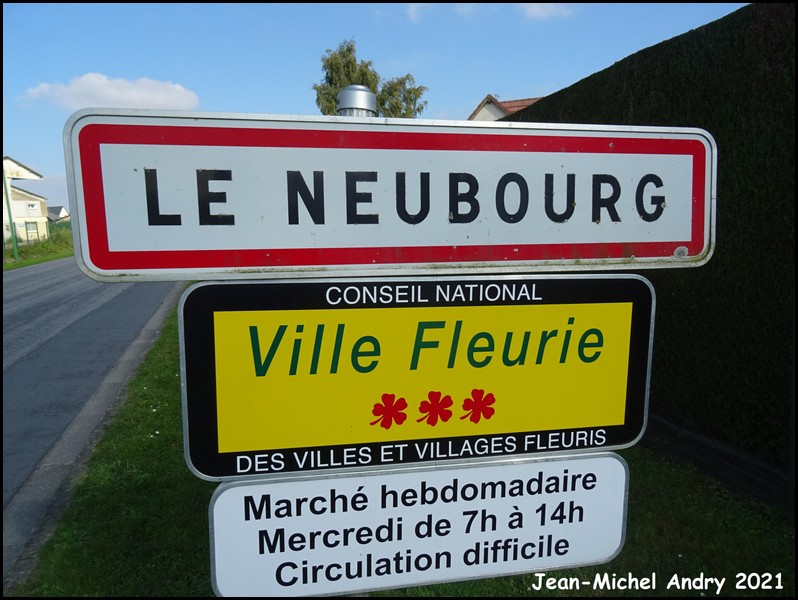 LE NEUBOURG
CONSEIL NATIONAL
Ville Fleurie
DES VILLES ET VILLAGES FLEURIS
Marché hebdomadaire
Mercredi de 7h à 14h
Circulation difficile
Jean-Michel Andry 2021